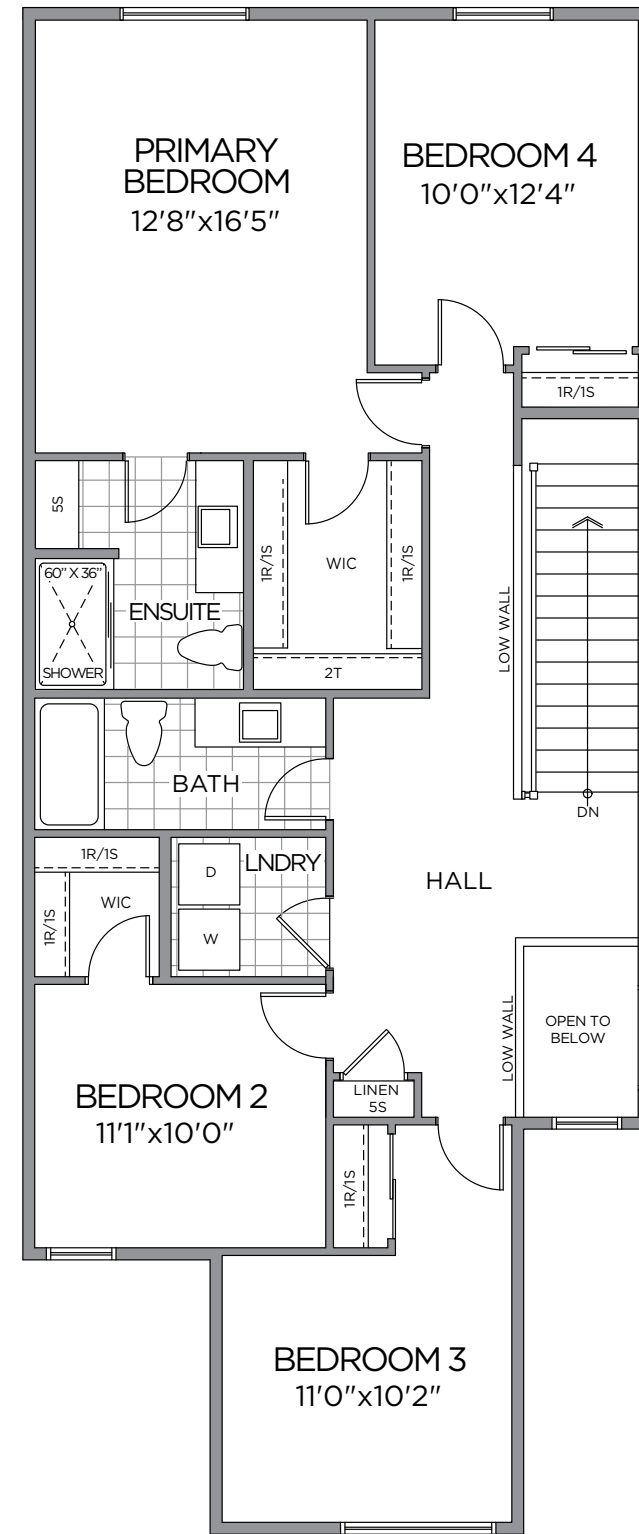 PRIMARY
BEDROOM
12'8"x16'5"
BEDROOM 4
10'0"x12'4"
1R/1S
5S
60" X 36"
SHOWER
ENSUITE
1R/1S
WIC
1R/1S
2T
LOW WALL
DN
BATH
1R/1S
1R/1S
WIC
D
W
LNDRY
HALL
LOW WALL
OPEN TO
BELOW
LINEN
5S
BEDROOM 2
11'1"x10'0"
1R/1S
BEDROOM 3
11'0"x10'2"